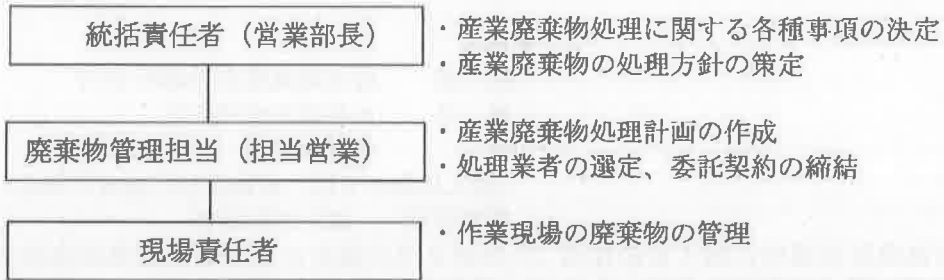 統括責任者（営業部長）
・産業廃棄物処理に関する各種事項の決定
・産業廃棄物の処理方針の策定
廃棄物管理担当（担当営業）
・産業廃棄物処理計画の作成
・処理業者の選定、委託契約の締結
現場責任者
・作業現場の廃棄物の管理